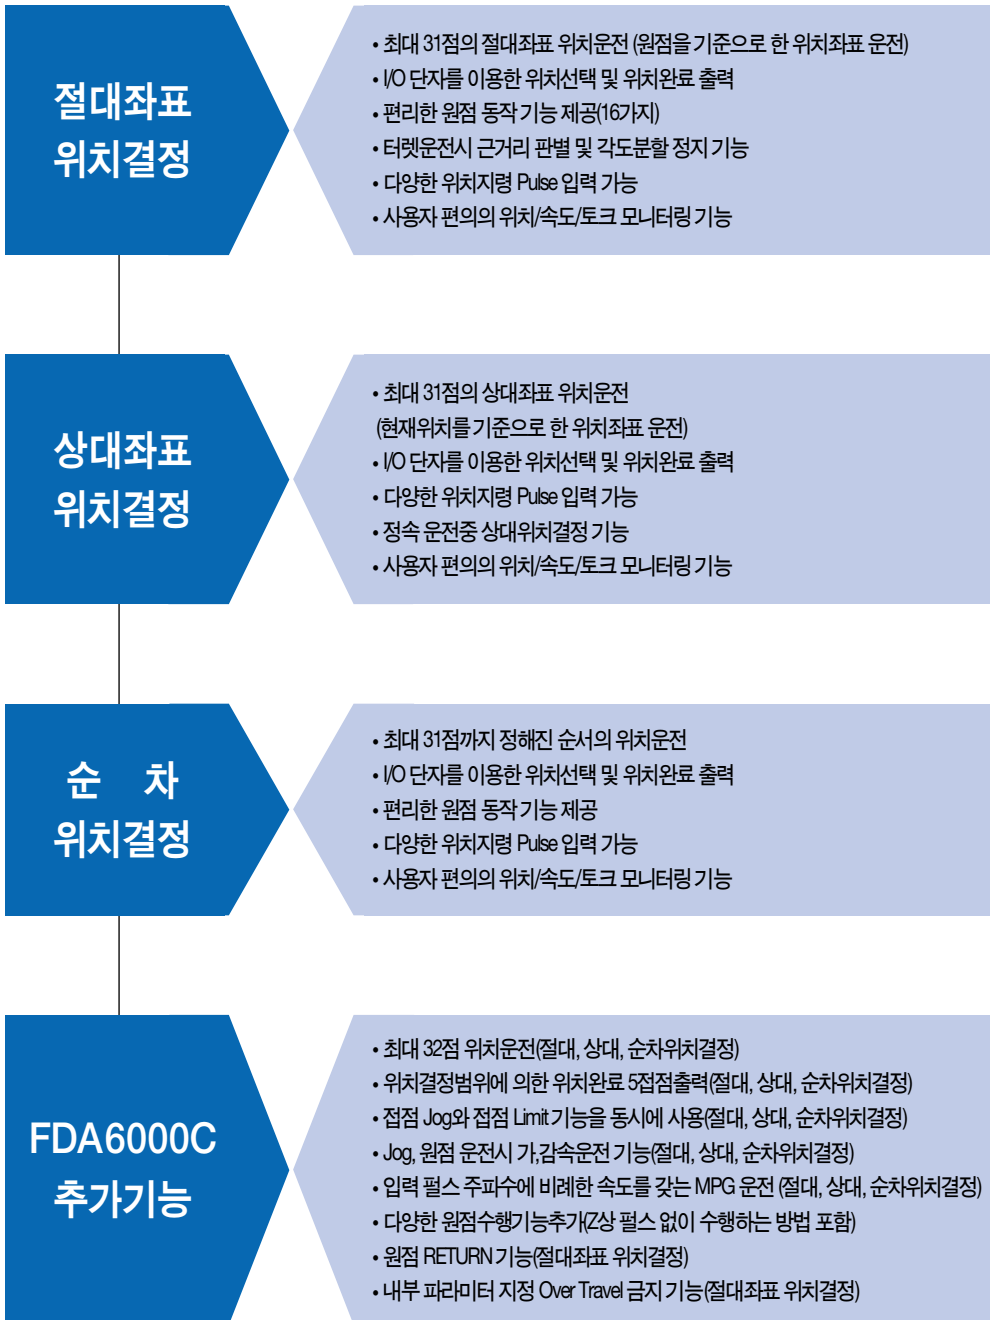 절대좌표
위치결정
• 최대 31점의 절대좌표 위치운전 (원점을 기준으로 한 위치좌표 운전)
• I/O 단자를 이용한 위치선택 및 위치완료 출력
• 편리한 원점 동작 기능 제공(16가지)
• 터렛운전시 근거리 판별 및 각도분할 정지 기능
• 다양한 위치지령 Pulse 입력 가능
• 사용자 편의의 위치/속도/토크 모니터링 기능
상대좌표
위치결정
• 최대 31점의 상대좌표 위치운전
(현재위치를 기준으로 한 위치좌표 운전)
• I/O 단자를 이용한 위치선택 및 위치완료 출력
• 다양한 위치지령 Pulse 입력 가능
• 정속 운전중 상대위치결정 기능
• 사용자 편의의 위치/속도/토크 모니터링 기능
순 차
위치결정
• 최대 31점까지 정해진 순서의 위치운전
• I/O 단자를 이용한 위치선택 및 위치완료 출력
• 편리한 원점 동작 기능 제공
• 다양한 위치지령 Pulse 입력 가능
• 사용자 편의의 위치/속도/토크 모니터링 기능
FDA6000C
추가기능
• 최대 32점 위치운전(절대, 상대, 순차위치결정)
• 위치결정범위에 의한 위치완료 5접점출력(절대, 상대, 순차위치결정)
• 접점 Jog와 접점 Limit 기능을 동시에 사용(절대, 상대, 순차위치결정)
• Jog, 원점 운전시 가,감속운전 기능(절대, 상대, 순차위치결정)
• 입력 펄스 주파수에 비례한 속도를 갖는 MPG 운전 (절대, 상대, 순차위치결정)
• 다양한 원점수행기능추가(Z상 펄스 없이 수행하는 방법 포함)
• 원점 RETURN 기능(절대좌표 위치결정)
• 내부 파라미터 지정 Over Travel 금지 기능(절대좌표 위치결정)